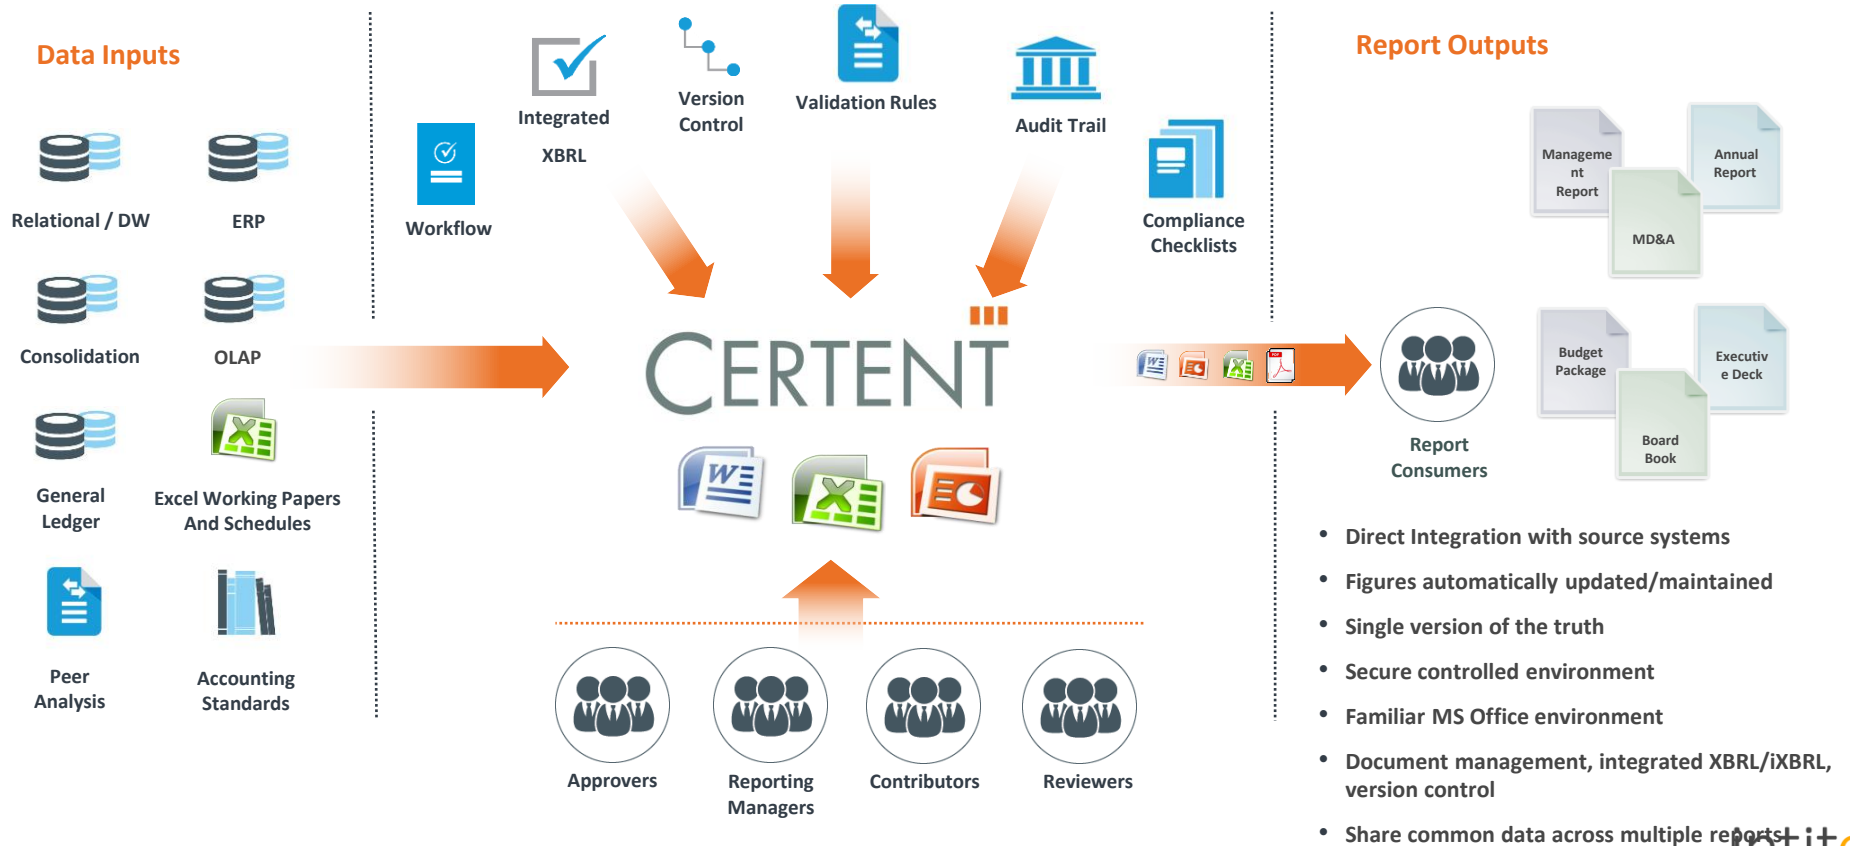 Data Inputs
Relational / DW
ERP
Consolidation
OLAP
General
Ledger
Excel Working Papers
And Schedules
Peer
Analysis
Accounting
Standards
Workflow
Integrated
XBRL
Version
Control
Validation Rules
Audit Trail
Compliance
Checklists
CERTENT
W
X
PDF
Approvers
Reporting
Managers
Contributors
Reviewers
Report Outputs
Manageme
nt
Report
Annual
Report
MD&A
Budget
Package
Executiv
e Deck
Board
Book
Report
Consumers
• Direct Integration with source systems
• Figures automatically updated/maintained
• Single version of the truth
• Secure controlled environment
• Familiar MS Office environment
• Document management, integrated XBRL/iXBRL,
version control
• Share common data across multiple reports